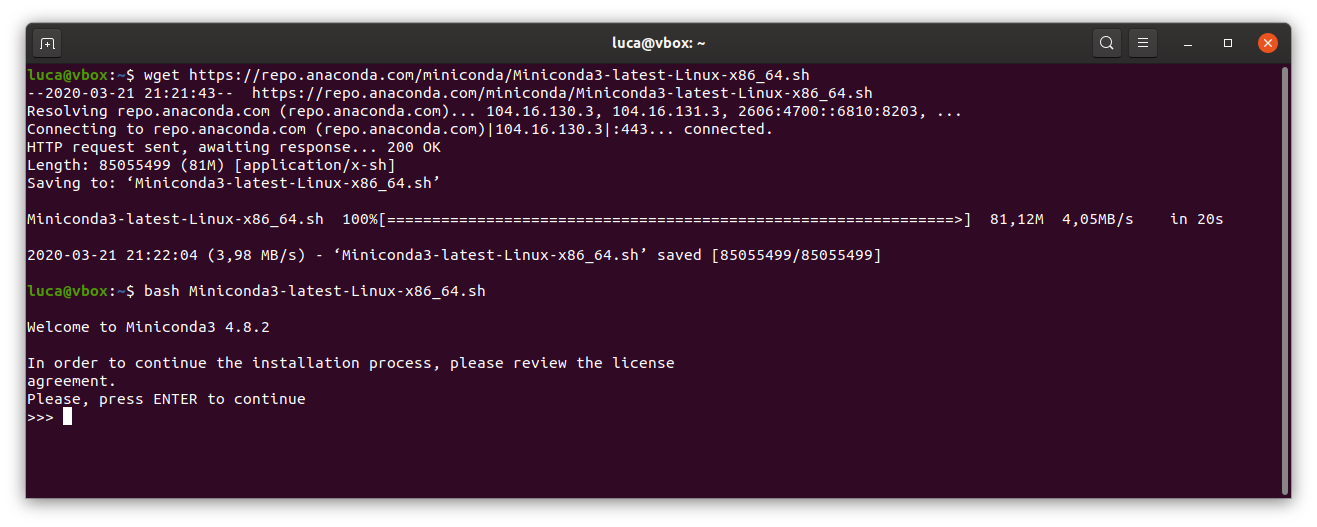 luca@vbox: ~
luca@vbox:~$ wget https://repo.anaconda.com/miniconda/Miniconda3-latest-Linux-x86_64.sh
--2020-03-21 21:21:43--  https://repo.anaconda.com/miniconda/Miniconda3-latest-Linux-x86_64.sh
Resolving repo.anaconda.com (repo.anaconda.com)... 104.16.130.3, 104.16.131.3, 2606:4700::6810:8203, ...
Connecting to repo.anaconda.com (repo.anaconda.com)|104.16.130.3|:443... connected.
HTTP request sent, awaiting response... 200 OK
Length: 85055499 (81M) [application/x-sh]
Saving to: ‘Miniconda3-latest-Linux-x86_64.sh’
Miniconda3-latest-Linux-x86_64.sh  100%[===============================================================>]  81,12M  4,05MB/s    in 20s
2020-03-21 21:22:04 (3,98 MB/s) - ‘Miniconda3-latest-Linux-x86_64.sh’ saved [85055499/85055499]
luca@vbox:~$ bash Miniconda3-latest-Linux-x86_64.sh
Welcome to Miniconda3 4.8.2
In order to continue the installation process, please review the license
agreement.
Please, press ENTER to continue
>>>